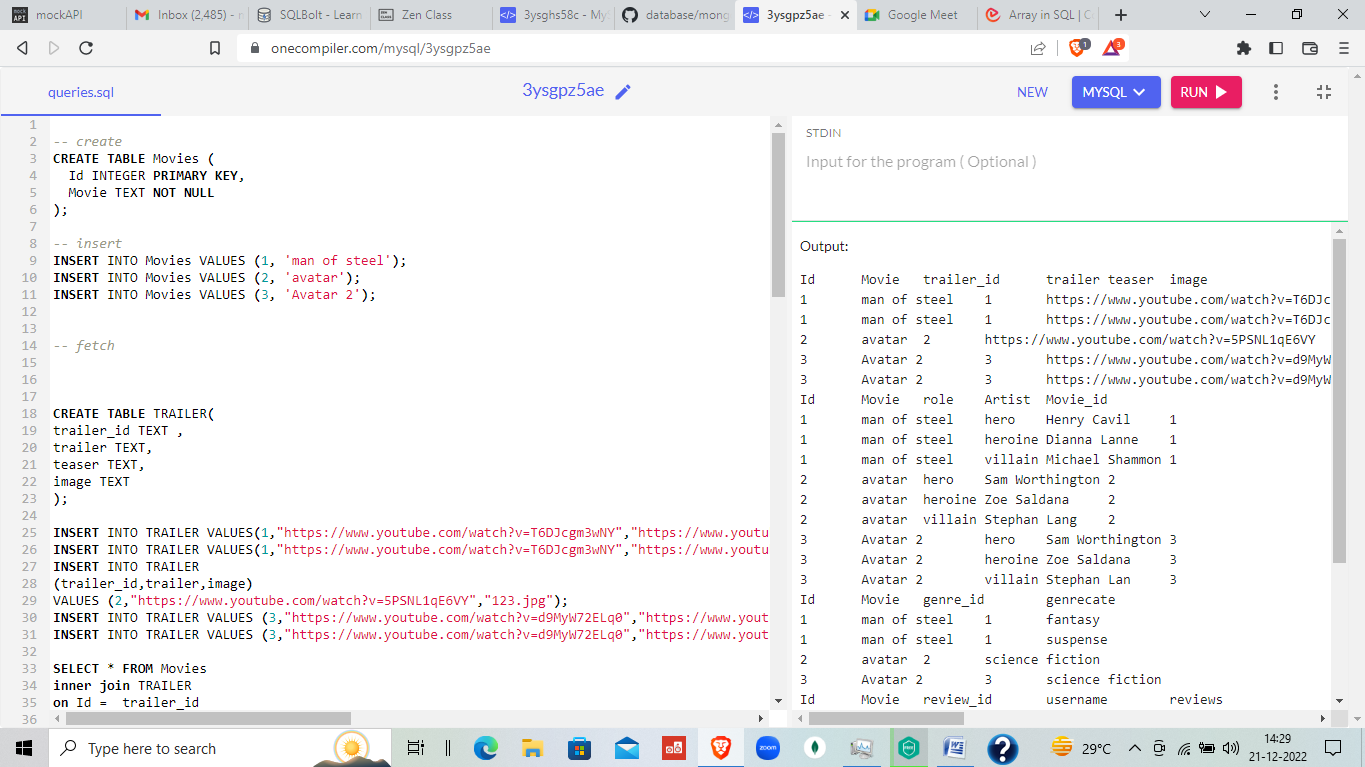 mockAPI
Inbox (2,485) -
SQLBolt - Learn
Zen Class
3ysghs58c - My
database/mong
3ysgpz5ae -
Google Meet
Array in SQL | C
onecompiler.com/mysql/3ysgpz5ae
1
3
queries.sql
3ysgpz5ae
NEW
MYSQL
RUN
1
2 -- create
3 CREATE TABLE Movies (
4 Id INTEGER PRIMARY KEY,
5 Movie TEXT NOT NULL
6 );
7
8 -- insert
9 INSERT INTO Movies VALUES (1, 'man of steel');
10 INSERT INTO Movies VALUES (2, 'avatar');
11 INSERT INTO Movies VALUES (3, 'Avatar 2');
12
13
14 -- fetch
15
16
17
18 CREATE TABLE TRAILER(
19 trailer_id TEXT ,
20 trailer TEXT,
21 teaser TEXT,
22 image TEXT
23 );
24
25 INSERT INTO TRAILER VALUES(1,"https://www.youtube.com/watch?v=T6DJcgm3wNY","https://www.youtu
26 INSERT INTO TRAILER VALUES(1,"https://www.youtube.com/watch?v=T6DJcgm3wNY","https://www.youtu
27 INSERT INTO TRAILER
28 (trailer_id,trailer,image)
29 VALUES (2,"https://www.youtube.com/watch?v=5PSNL1qE6VY","123.jpg");
30 INSERT INTO TRAILER VALUES (3,"https://www.youtube.com/watch?v=d9MyW72ELq0","https://www.yout
31 INSERT INTO TRAILER VALUES (3,"https://www.youtube.com/watch?v=d9MyW72ELq0","https://www.yout
32
33 SELECT * FROM Movies
34 inner join TRAILER
35 on Id = trailer_id
36
STDIN
Input for the program ( Optional )
Output:
Id Movie trailer_id trailer teaser image
1 man of steel 1 https://www.youtube.com/watch?v=T6DJc
1 man of steel 1 https://www.youtube.com/watch?v=T6DJc
2 avatar 2 https://www.youtube.com/watch?v=5PSNL1qE6VY
3 Avatar 2 3 https://www.youtube.com/watch?v=d9MyW
3 Avatar 2 3 https://www.youtube.com/watch?v=d9MyW
Id Movie role Artist Movie_id
1 man of steel hero Henry Cavil 1
1 man of steel heroine Dianna Lanne 1
1 man of steel villain Michael Shammon 1
2 avatar hero Sam Worthington 2
2 avatar heroine Zoe Saldana 2
2 avatar villain Stephan Lang 2
3 Avatar 2 hero Sam Worthington 3
3 Avatar 2 heroine Zoe Saldana 3
3 Avatar 2 villain Stephan Lan 3
Id Movie genre_id genrecate
1 man of steel 1 fantasy
1 man of steel 1 suspense
2 avatar 2 science fiction
3 Avatar 2 3 science fiction
Id Movie review_id username reviews
Type here to search
zoom
29°C
14:29
21-12-2022